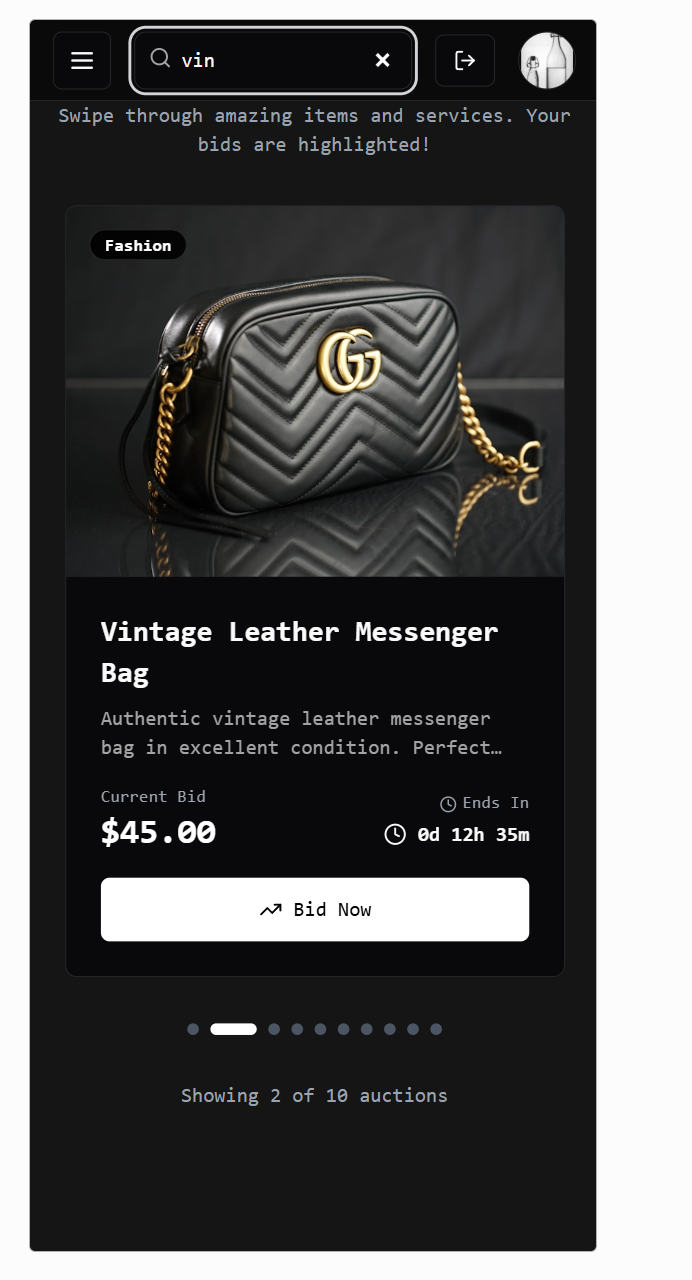 vin
Swipe through amazing items and services. Your
bids are highlighted!
Fashion
GG
Vintage Leather Messenger
Bag
Authentic vintage leather messenger
bag in excellent condition. Perfect…
Current Bid
Ends In
$45.00
0d 12h 35m
Bid Now
Showing 2 of 10 auctions